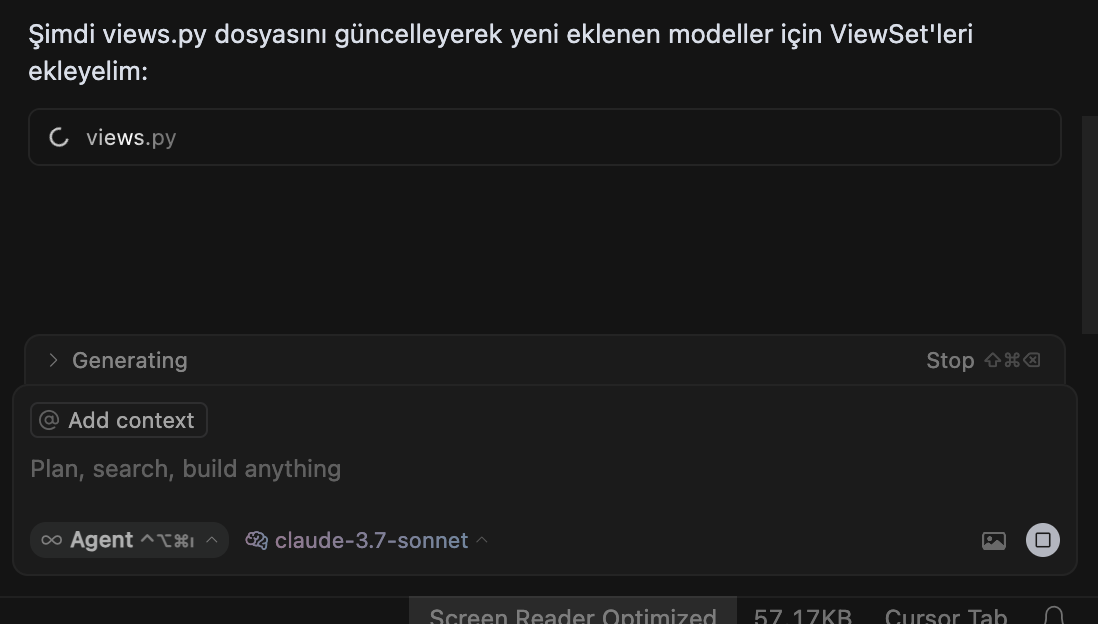 Şimdi views.py dosyasını güncelleyerek yeni eklenen modeller için ViewSet'leri
ekleyelim:
views.py
Generating Stop ⇧⌘⌫
@ Add context
Plan, search, build anything
∞ Agent ^⌥⌘I claude-3.7-sonnet
Screen Reader Optimized 57.17KB Cursor Tab